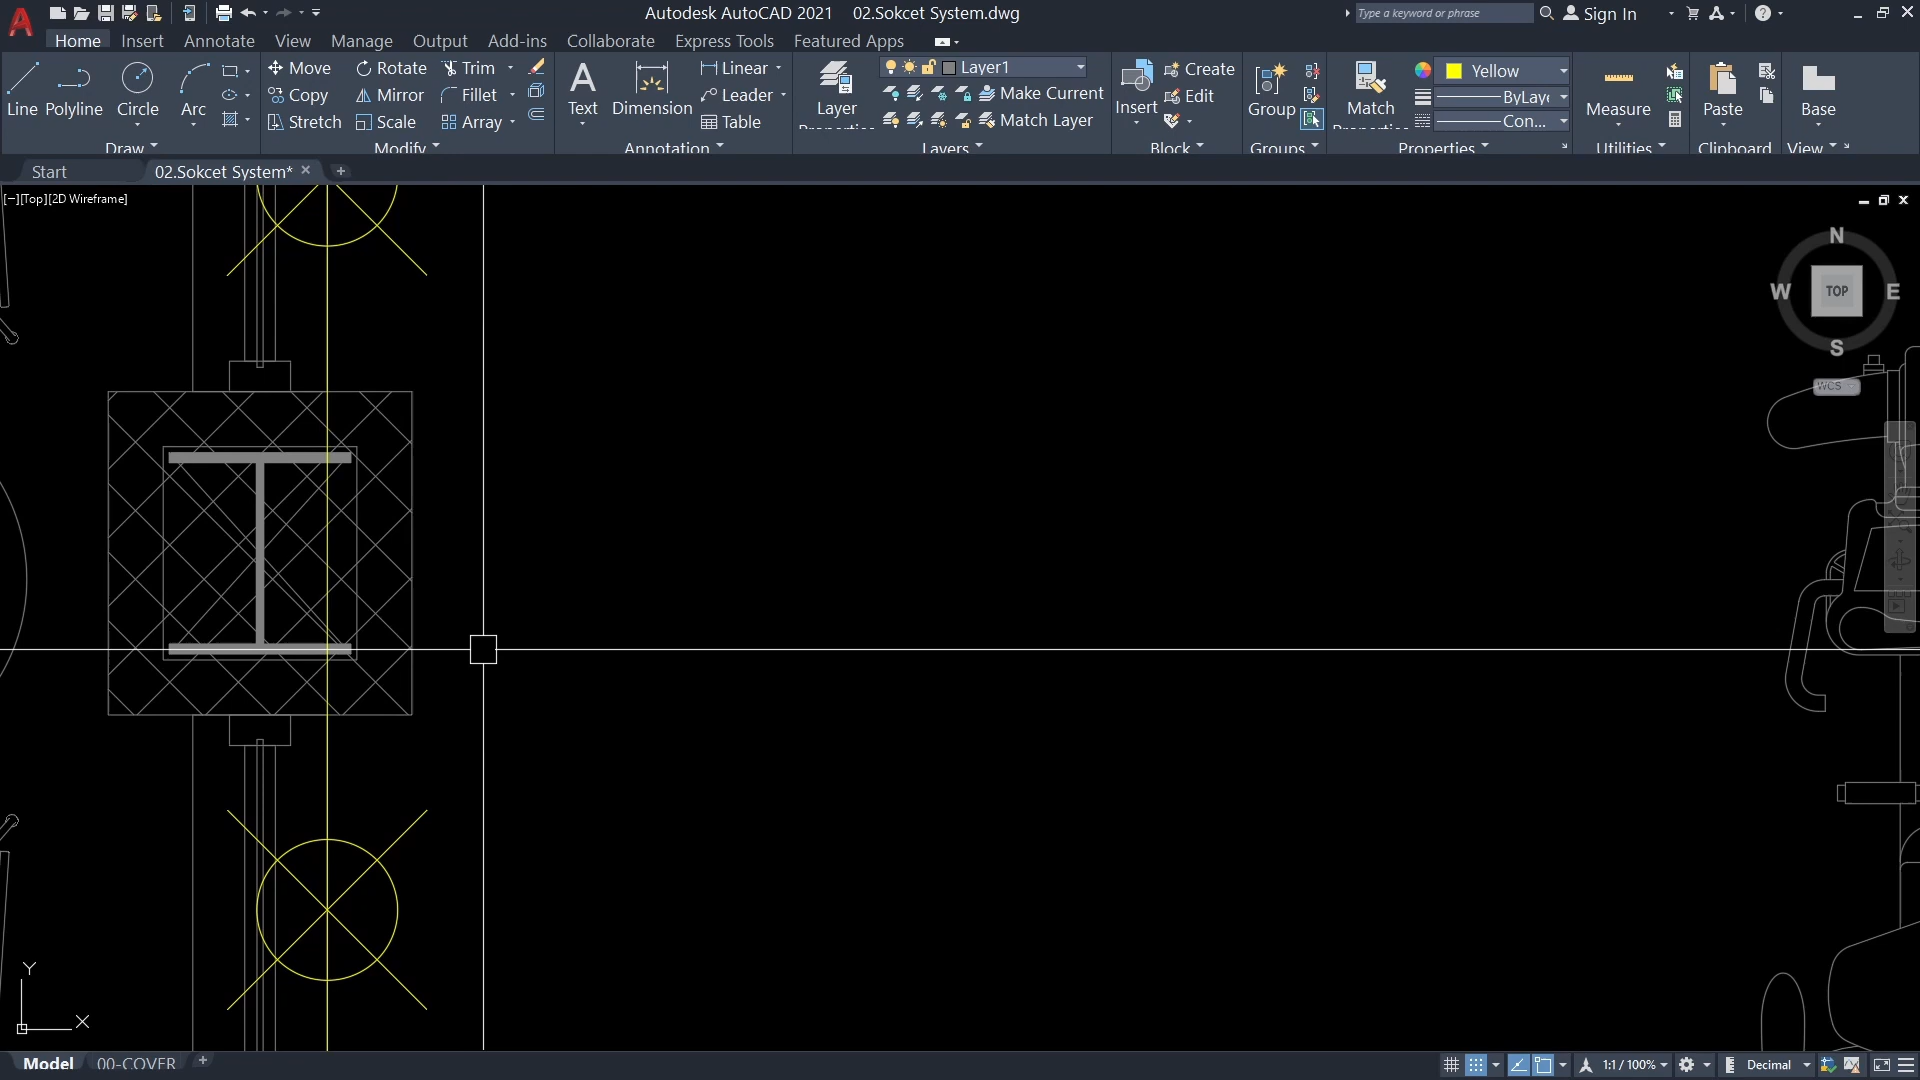 Autodesk AutoCAD 2021 02.Sokcet System.dwg
Type a keyword or phrase
Sign In
Home Insert Annotate View Manage Output Add-ins Collaborate Express Tools Featured Apps
Line Polyline Circle Arc
Move Rotate Trim
Copy Mirror Fillet
Stretch Scale Array
Text Dimension
Linear
Leader
Table
Layer
Layer1
Make Current
Match Layer
Insert
Create
Edit
Group
Match
Yellow
ByLaye
Con...
Measure
Paste
Base
Draw Modify Annotation Layers Block Groups Properties Utilities Clipboard View
Start
02.Sokcet System*
[−][Top][2D Wireframe]
N
W TOP E
S
WCS
Y
X
Model 00-COVER
1:1 / 100%
Decimal